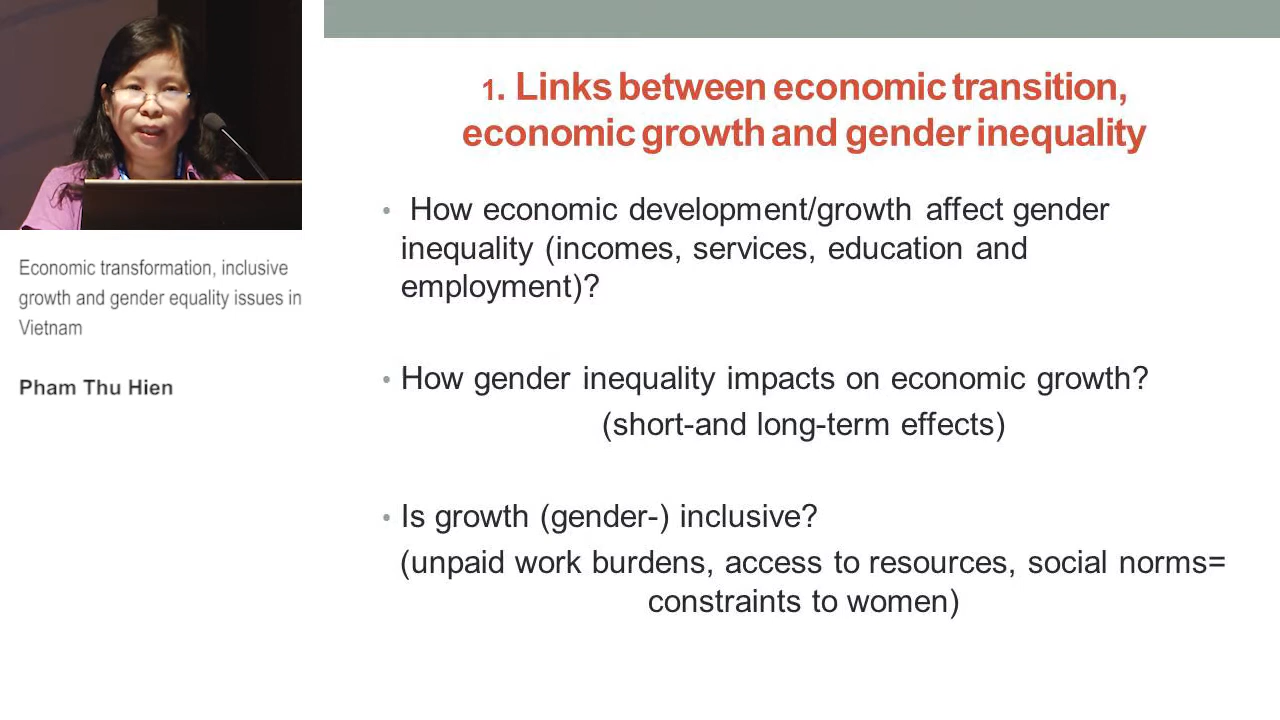 Economic transformation, inclusive
growth and gender equality issues in
Vietnam
Pham Thu Hien
1. Links between economic transition,
economic growth and gender inequality
• How economic development/growth affect gender
inequality (incomes, services, education and
employment)?
• How gender inequality impacts on economic growth?
(short-and long-term effects)
• Is growth (gender-) inclusive?
(unpaid work burdens, access to resources, social norms=
constraints to women)